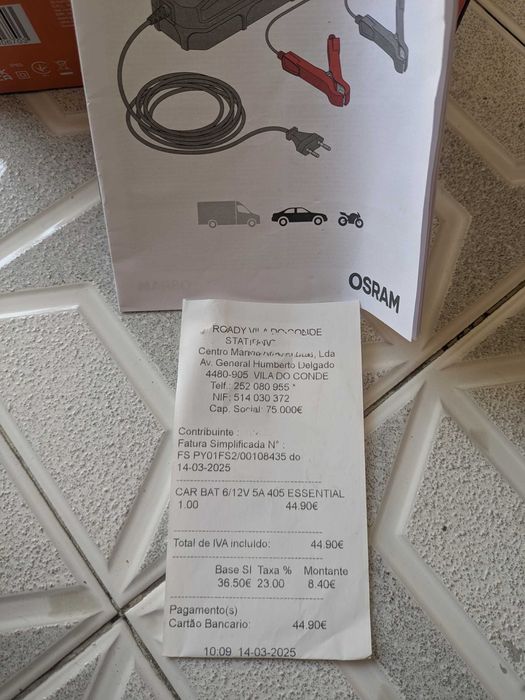 OSRAM
ROADY VILA DO CONDE
Centro
Lda
Av. General Humberto Delgado
4480-905 VILA DO CONDE
Telf.: 252 080 955 *
NIF: 514 030 372
Cap. Social: 75.000€
Contribuinte :
Fatura Simplificada N° :
FS PY01FS2/00108435 do
14-03-2025
CAR BAT 6/12V 5A 405 ESSENTIAL
1.00 44.90€
Total de IVA incluído: 44.90€
Base SI Taxa % Montante
36.50€ 23.00 8.40€
Pagamento(s)
Cartão Bancario: 44.90€
10:09 14-03-2025